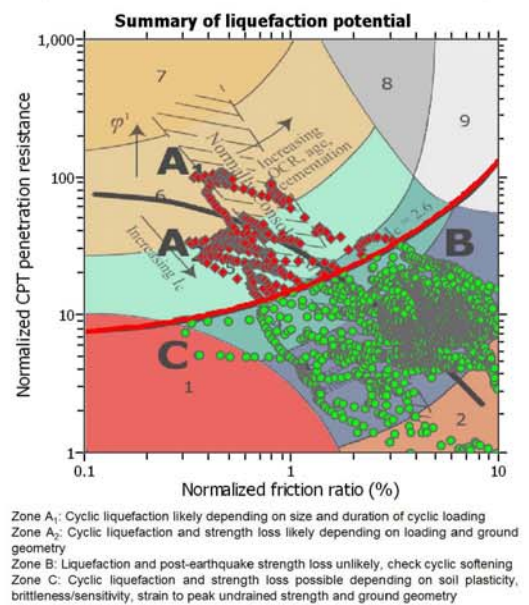 Summary of liquefaction potential
1,000
7
8
9
φ'
Increasing
OCR, age,
cementation
A
100
6
Ic = 2.6
A
B
Increasing Ic
5
Normalized CPT penetration resistance
10
C
1
2
1
0.1
1
10
Normalized friction ratio (%)
Zone A1: Cyclic liquefaction likely depending on size and duration of cyclic loading
Zone A2: Cyclic liquefaction and strength loss likely depending on loading and ground
geometry
Zone B: Liquefaction and post-earthquake strength loss unlikely, check cyclic softening
Zone C: Cyclic liquefaction and strength loss possible depending on soil plasticity,
brittleness/sensitivity, strain to peak undrained strength and ground geometry